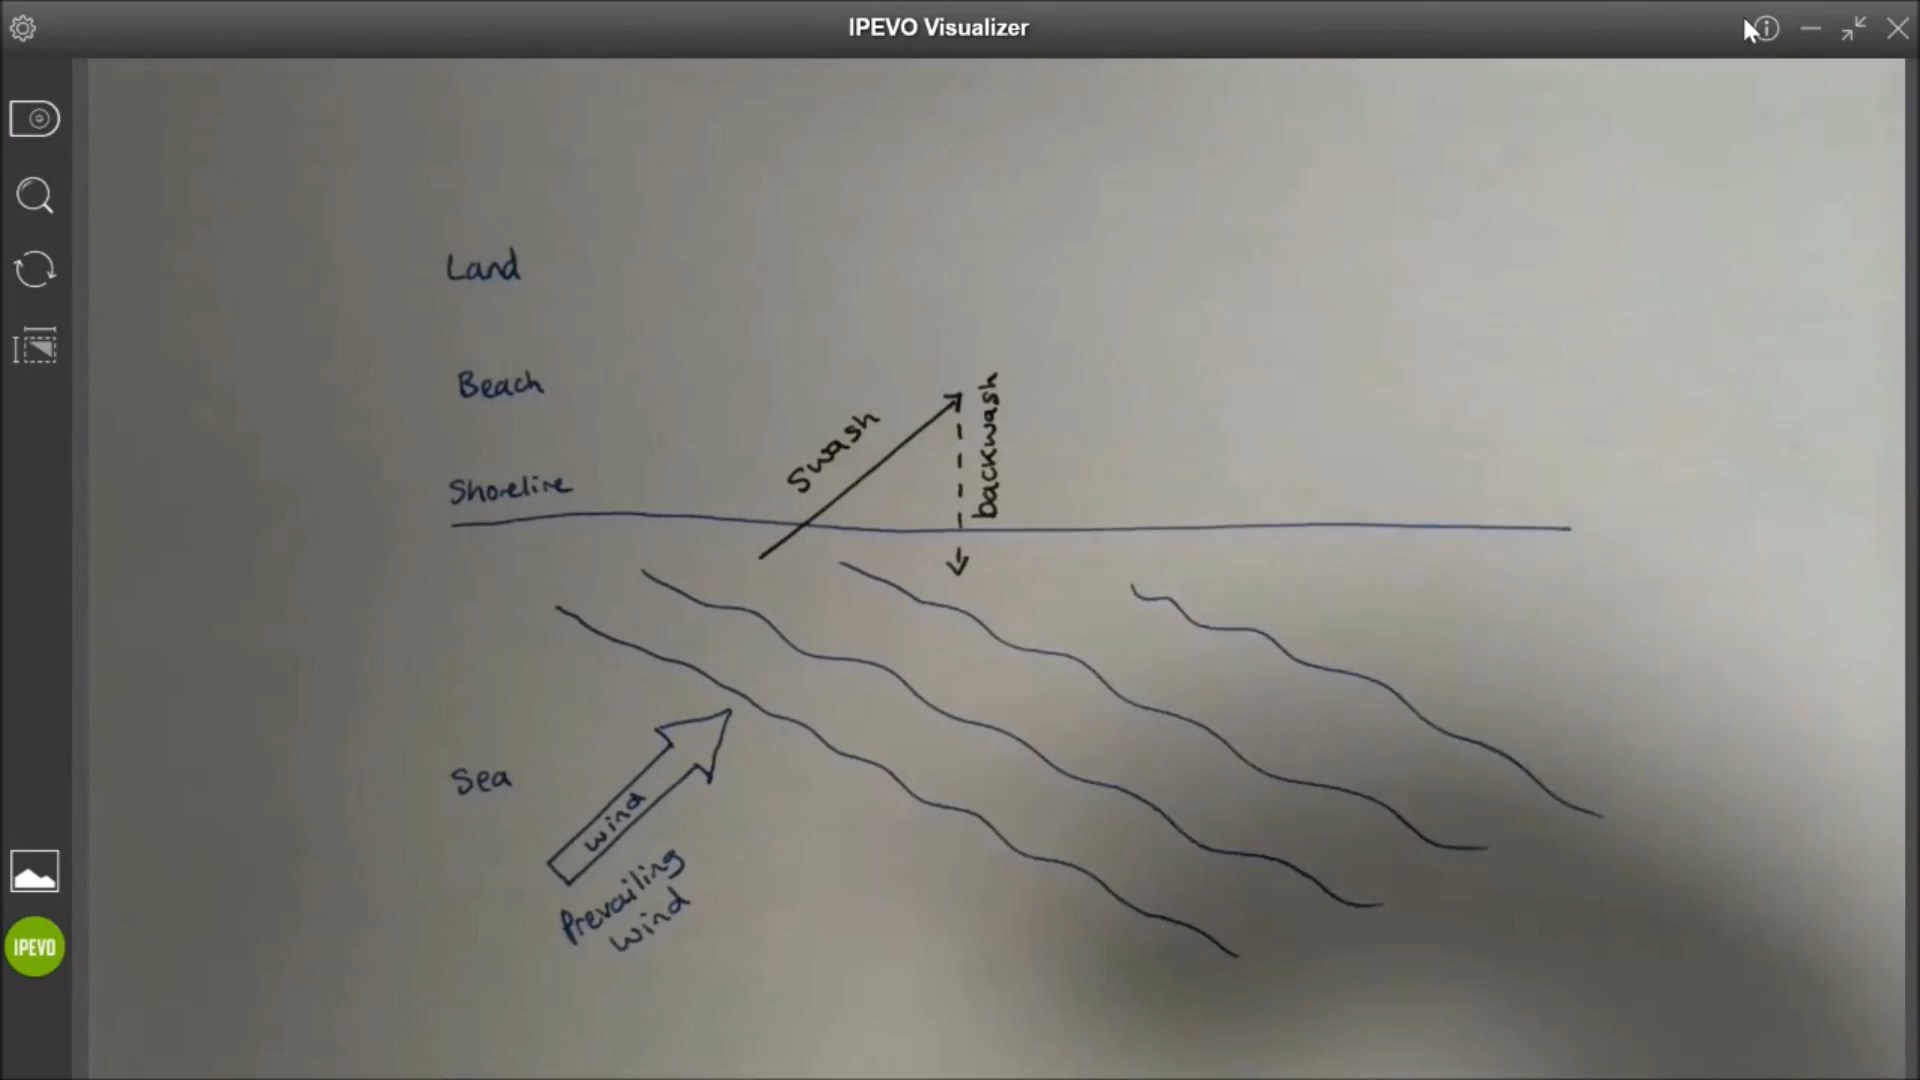 IPEVO Visualizer
Land
Beach
Swash
backwash
Shoreline
Sea
wind
Prevailing
wind
IPEVO